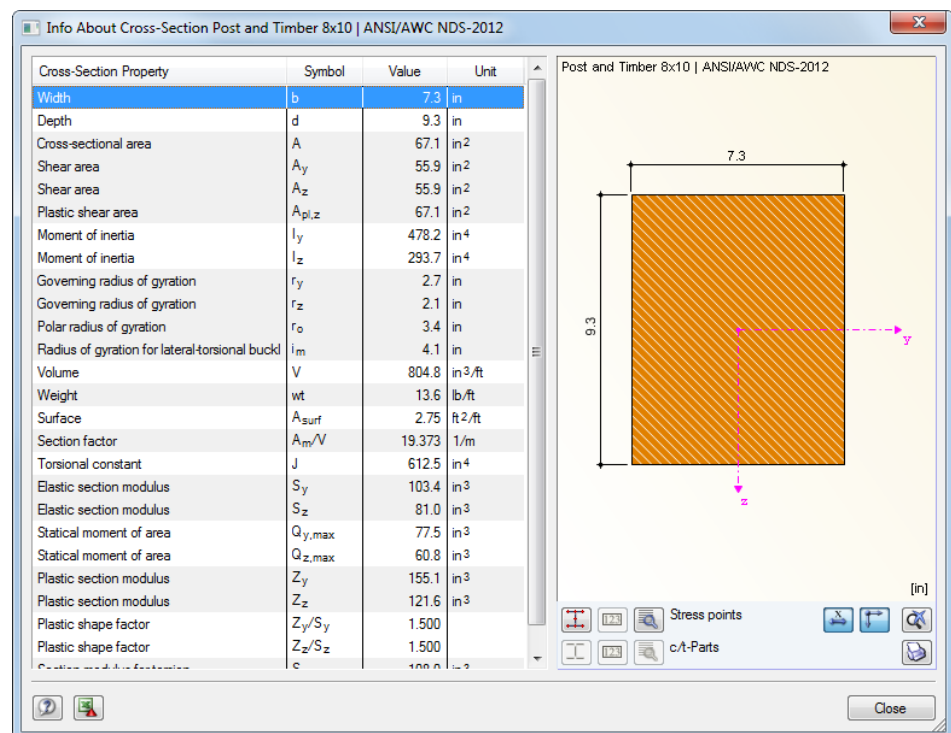 Info About Cross-Section Post and Timber 8x10 | ANSI/AWC NDS-2012
Cross-Section Property Symbol Value Unit
Width b 7.3 in
Depth d 9.3 in
Cross-sectional area A 67.1 in2
Shear area Ay 55.9 in2
Shear area Az 55.9 in2
Plastic shear area Apl,z 67.1 in2
Moment of inertia Iy 478.2 in4
Moment of inertia Iz 293.7 in4
Governing radius of gyration ry 2.7 in
Governing radius of gyration rz 2.1 in
Polar radius of gyration ro 3.4 in
Radius of gyration for lateral-torsional buckl im 4.1 in
Volume V 804.8 in3/ft
Weight wt 13.6 lb/ft
Surface Asurf 2.75 ft2/ft
Section factor Am/V 19.373 1/m
Torsional constant J 612.5 in4
Elastic section modulus Sy 103.4 in3
Elastic section modulus Sz 81.0 in3
Statical moment of area Qy,max 77.5 in3
Statical moment of area Qz,max 60.8 in3
Plastic section modulus Zy 155.1 in3
Plastic section modulus Zz 121.6 in3
Plastic shape factor Zy/Sy 1.500
Plastic shape factor Zz/Sz 1.500
Post and Timber 8x10 | ANSI/AWC NDS-2012
7.3
9.3
y
z
[in]
Stress points
c/t-Parts
Close